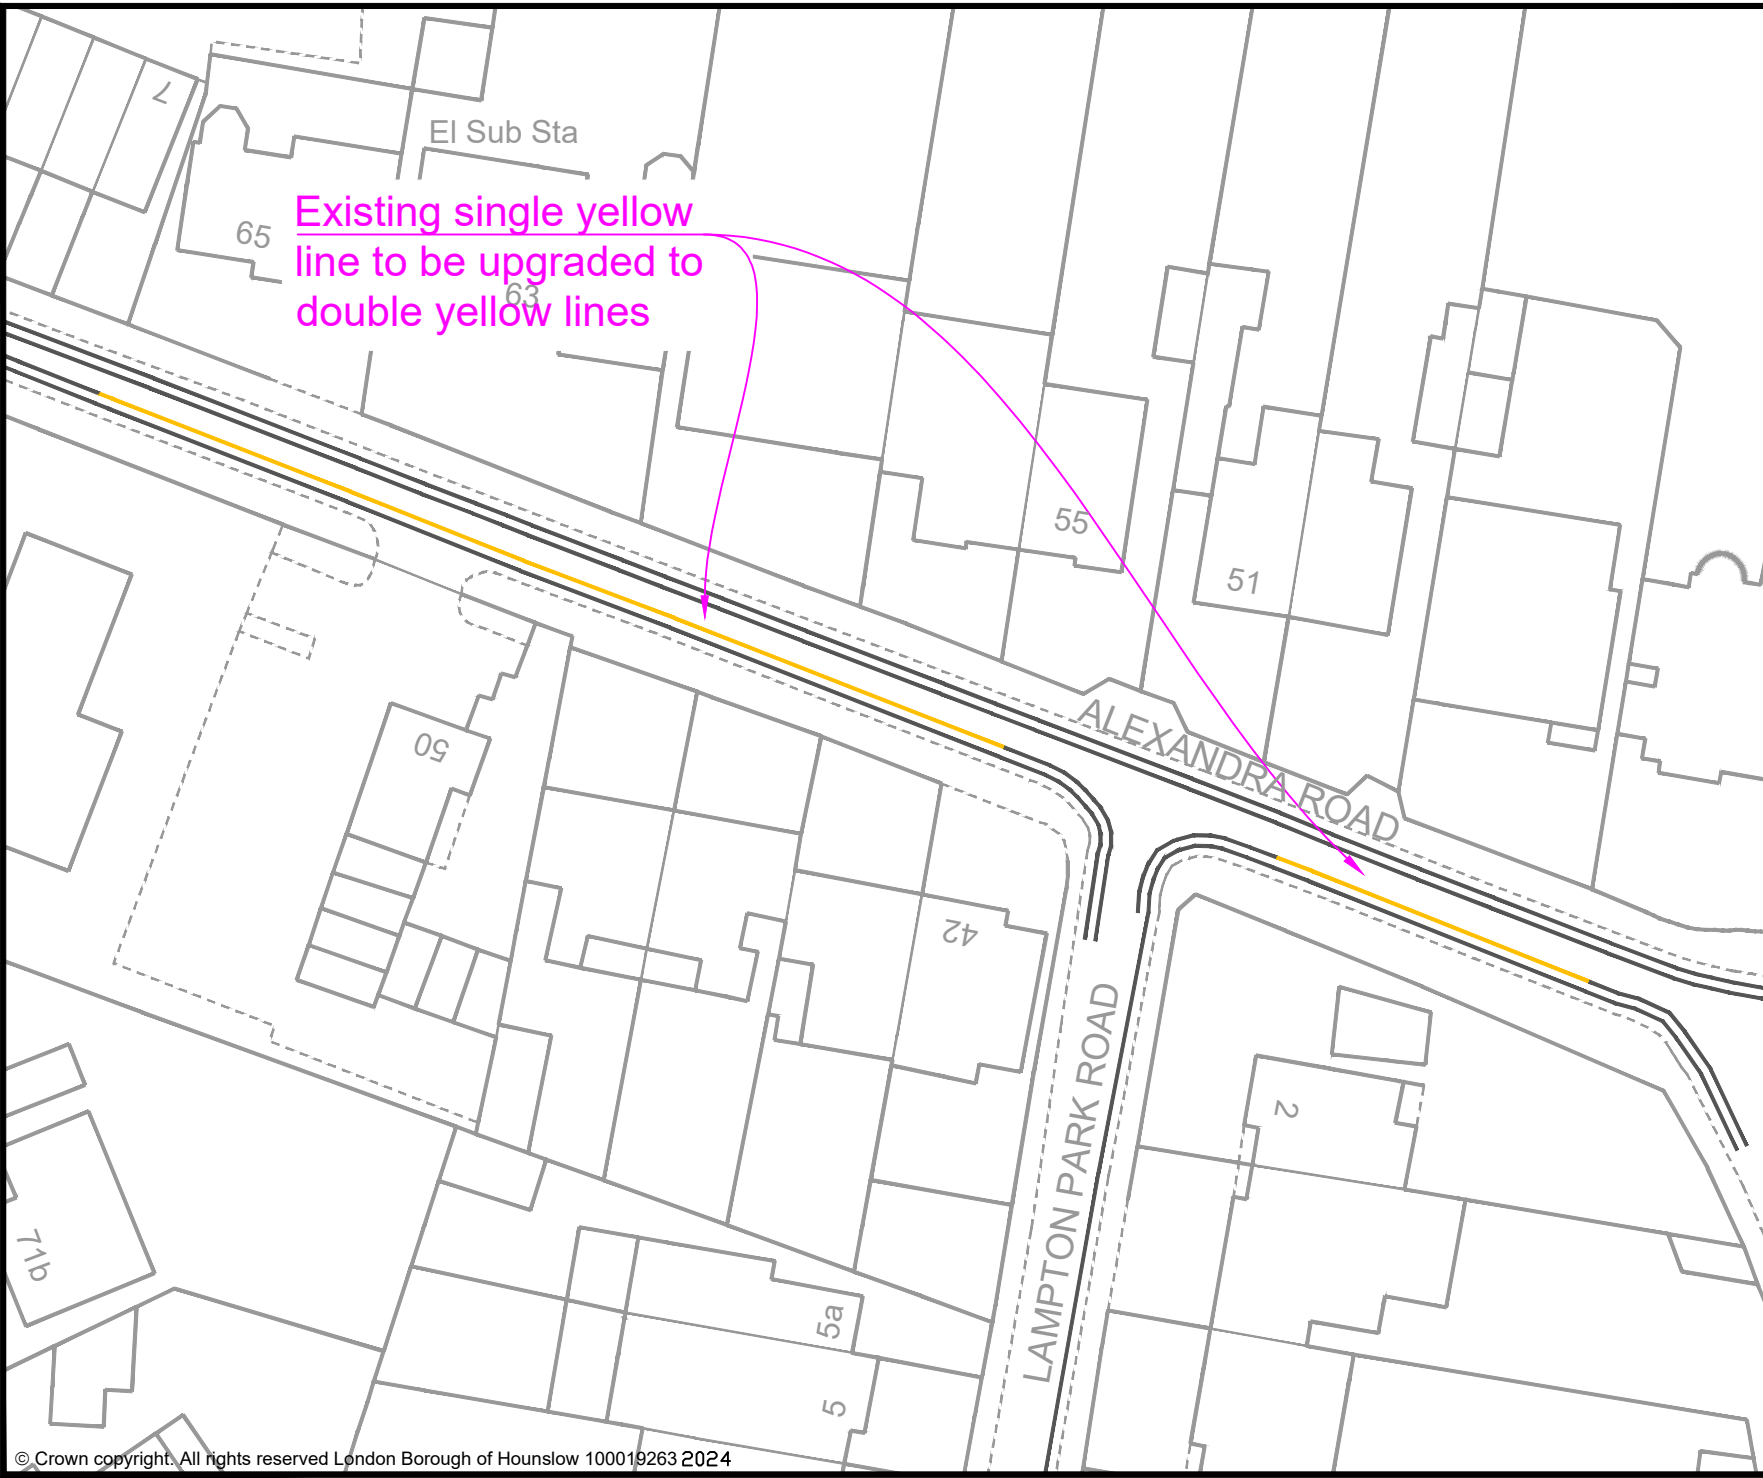 7
El Sub Sta
65
Existing single yellow
line to be upgraded to
63
double yellow lines
55
51
50
ALEXANDRA ROAD
42
LAMPTON PARK ROAD
2
71b
5a
5
© Crown copyright. All rights reserved London Borough of Hounslow 100019263 2024